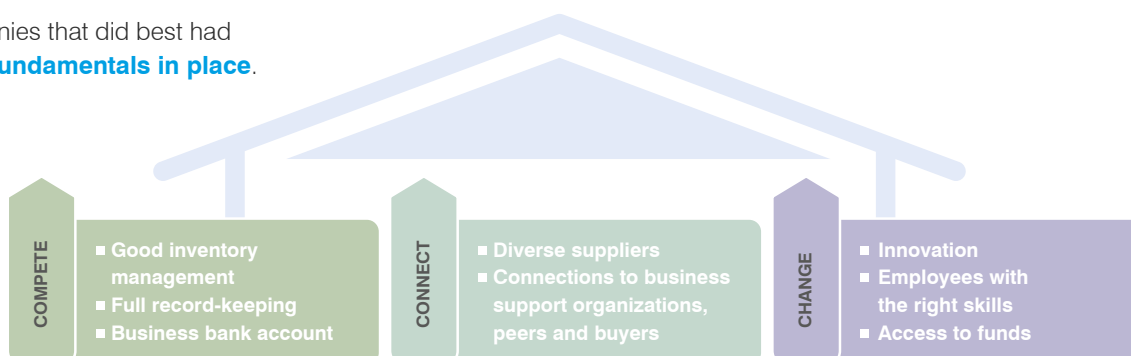 nies that did best had
undamentals in place.
COMPETE
▪ Good inventory
management
▪ Full record-keeping
▪ Business bank account
CONNECT
▪ Diverse suppliers
▪ Connections to business
support organizations,
peers and buyers
CHANGE
▪ Innovation
▪ Employees with
the right skills
▪ Access to funds